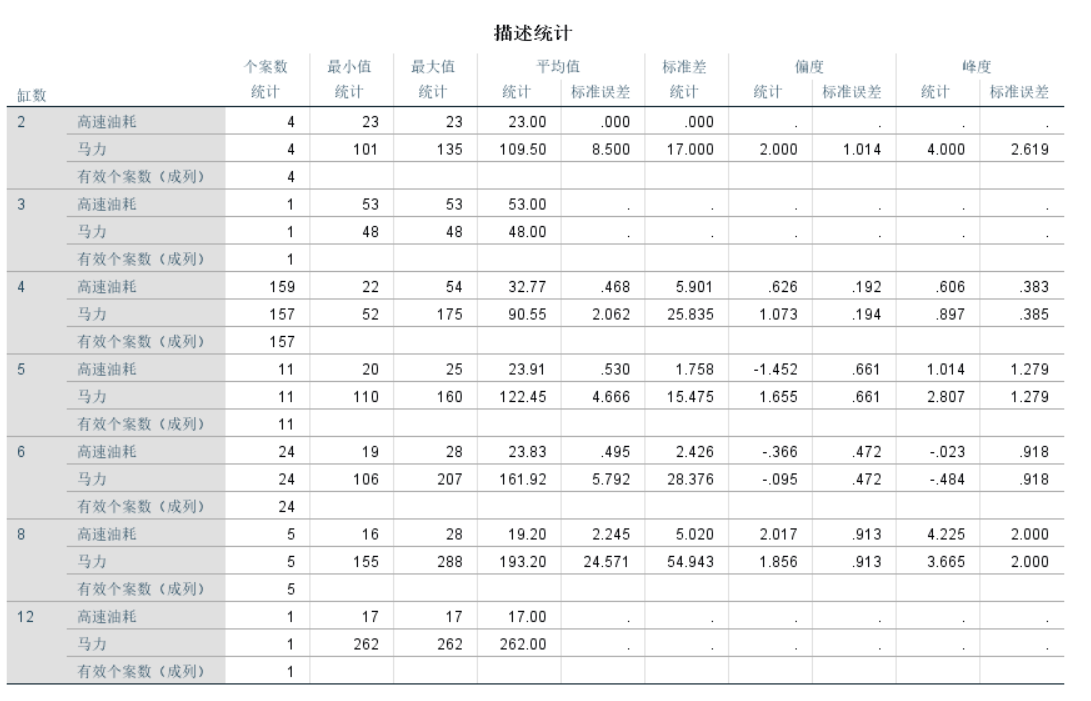 描述统计
个案数 最小值 最大值 平均值 标准差 偏度 峰度
缸数 统计 统计 统计 统计 标准误差 统计 统计 标准误差 统计 标准误差
2 高速油耗 4 23 23 23.00 .000 .000 . . . .
马力 4 101 135 109.50 8.500 17.000 2.000 1.014 4.000 2.619
有效个案数（成列） 4
3 高速油耗 1 53 53 53.00 . . . . . .
马力 1 48 48 48.00 . . . . . .
有效个案数（成列） 1
4 高速油耗 159 22 54 32.77 .468 5.901 .626 .192 .606 .383
马力 157 52 175 90.55 2.062 25.835 1.073 .194 .897 .385
有效个案数（成列） 157
5 高速油耗 11 20 25 23.91 .530 1.758 -1.452 .661 1.014 1.279
马力 11 110 160 122.45 4.666 15.475 1.655 .661 2.807 1.279
有效个案数（成列） 11
6 高速油耗 24 19 28 23.83 .495 2.426 -.366 .472 -.023 .918
马力 24 106 207 161.92 5.792 28.376 -.095 .472 -.484 .918
有效个案数（成列） 24
8 高速油耗 5 16 28 19.20 2.245 5.020 2.017 .913 4.225 2.000
马力 5 155 288 193.20 24.571 54.943 1.856 .913 3.665 2.000
有效个案数（成列） 5
12 高速油耗 1 17 17 17.00 . . . . . .
马力 1 262 262 262.00 . . . . . .
有效个案数（成列） 1